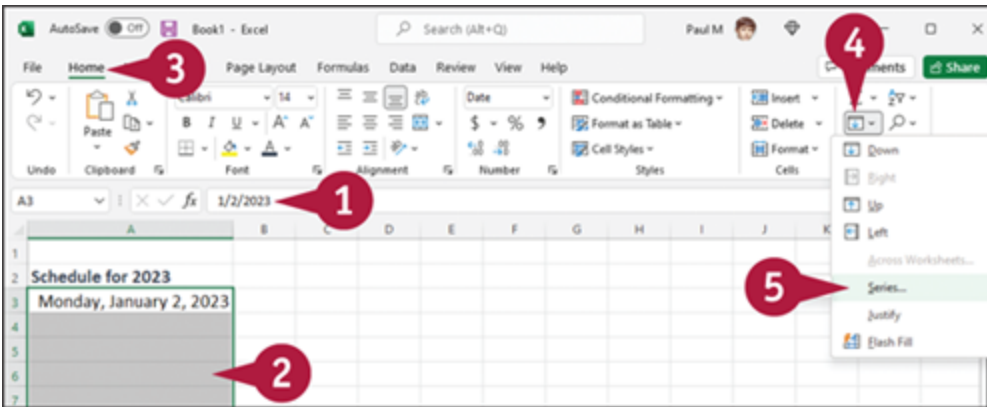 AutoSave Off Book1 - Excel Search (Alt+Q) Paul M 4
3
File Home Page Layout Formulas Data Review View Help Share
Calibri 14 Date Conditional Formatting Insert
Paste B I U A A A $ % 9 Format as Table Delete
Cell Styles Format
Undo Clipboard Font Alignment Number Styles Cells
Down
Right
Up
Left
Across Worksheets...
Series...
Justify
Flash Fill
A3 fx 1/2/2023 1
A B C D E F G H I J K
1
2 Schedule for 2023
3 Monday, January 2, 2023
4
5
6
7
2
5